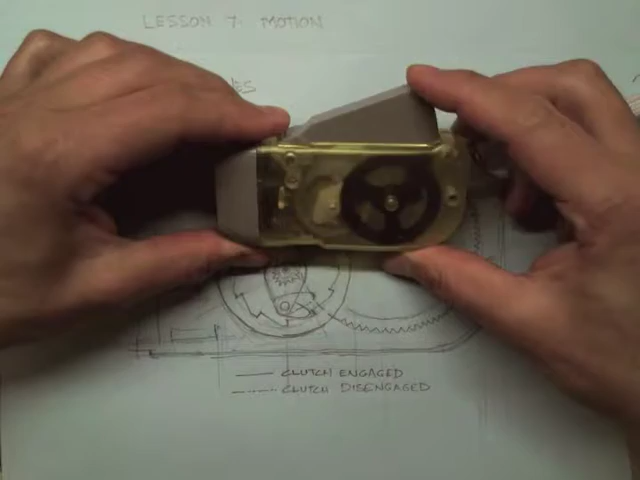 LESSON 7- MOTION
CLUTCH ENGAGED
CLUTCH DISENGAGED